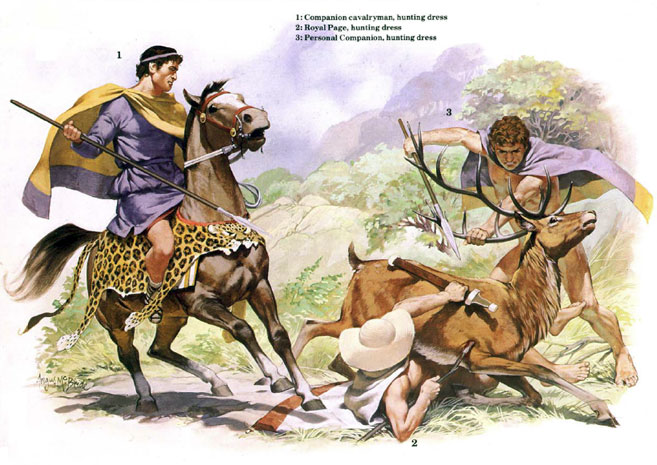 1: Companion cavalryman, hunting dress
2: Royal Page, hunting dress
3: Personal Companion, hunting dress
1
3
2